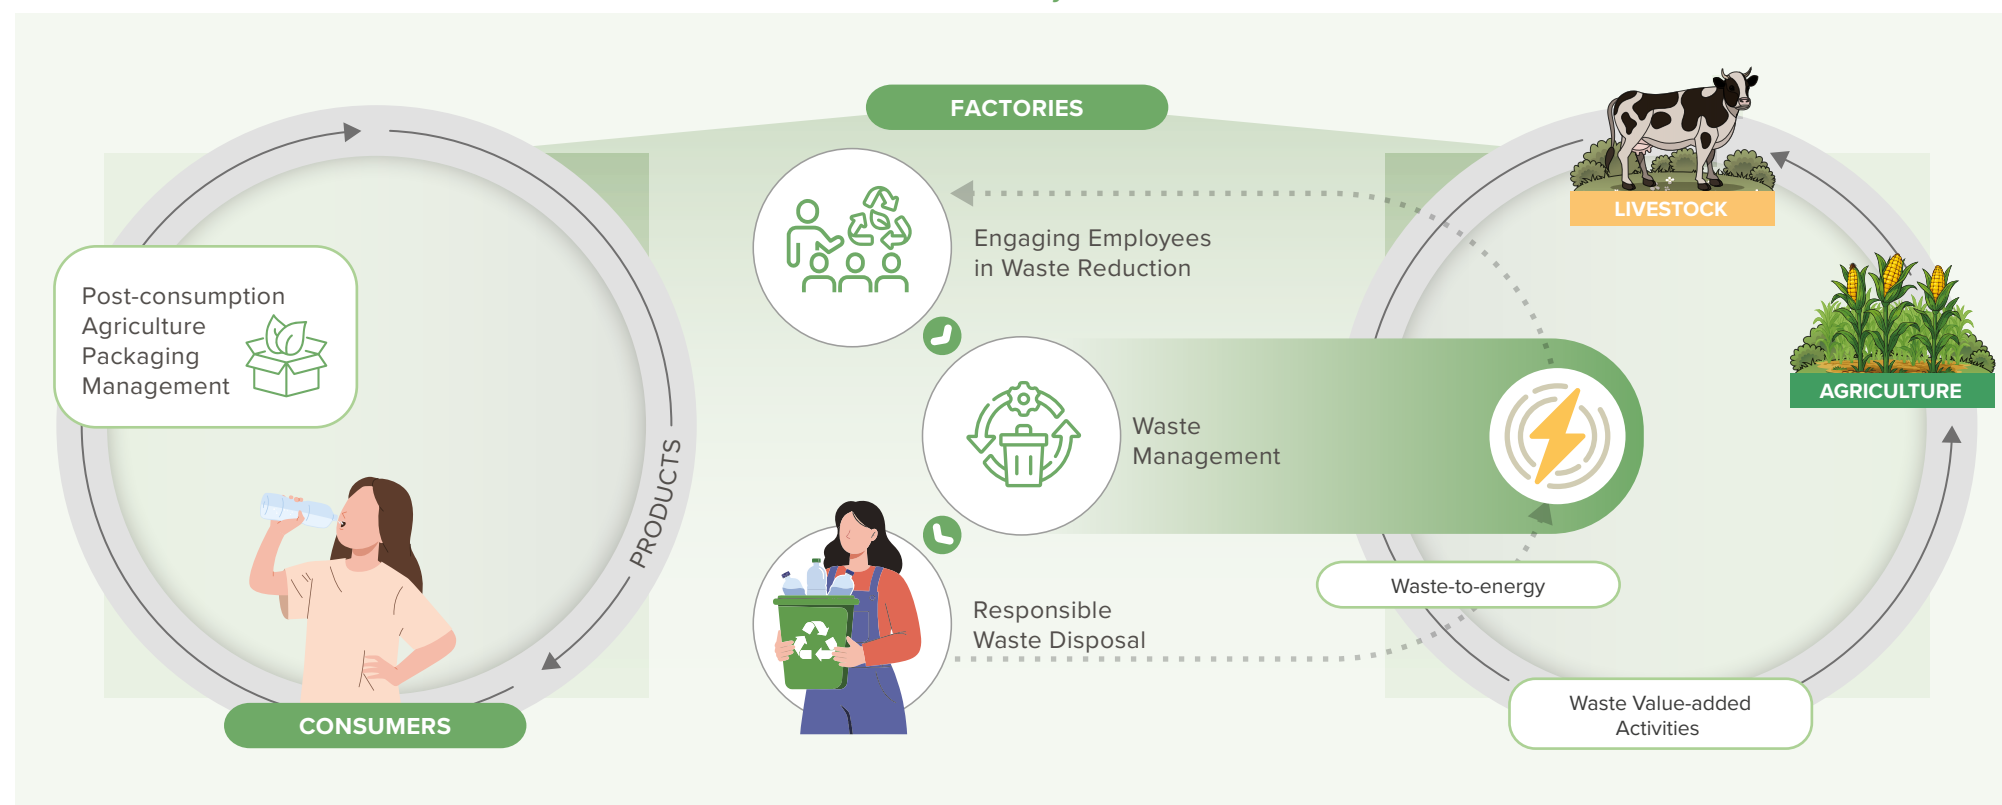 FACTORIES
LIVESTOCK
Engaging Employees
in Waste Reduction
Post-consumption
Agriculture
Packaging
Management
AGRICULTURE
Waste
Management
PRODUCTS
Waste-to-energy
Responsible
Waste Disposal
CONSUMERS
Waste Value-added
Activities